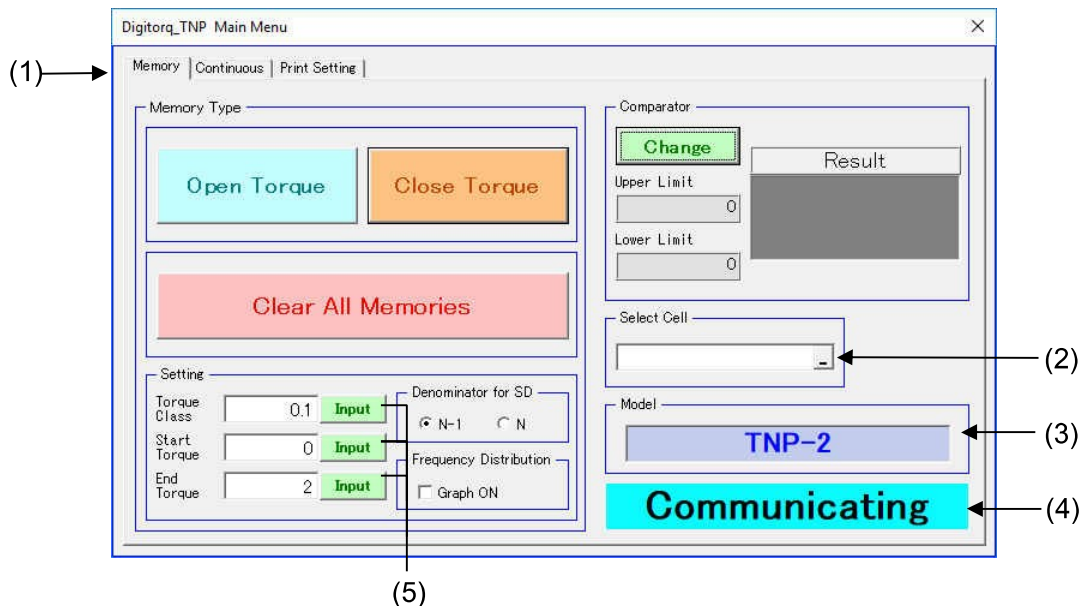 Digitorq_TNP Main Menu
(1)
Memory Continuous Print Setting
Memory Type
Open Torque Close Torque
Clear All Memories
Setting
Torque Class 0.1 Input
Start Torque 0 Input
End Torque 2 Input
Denominator for SD
N-1 N
Frequency Distribution
Graph ON
(5)
Comparator
Change
Result
Upper Limit
0
Lower Limit
0
Select Cell
(2)
Model
TNP-2
(3)
Communicating
(4)